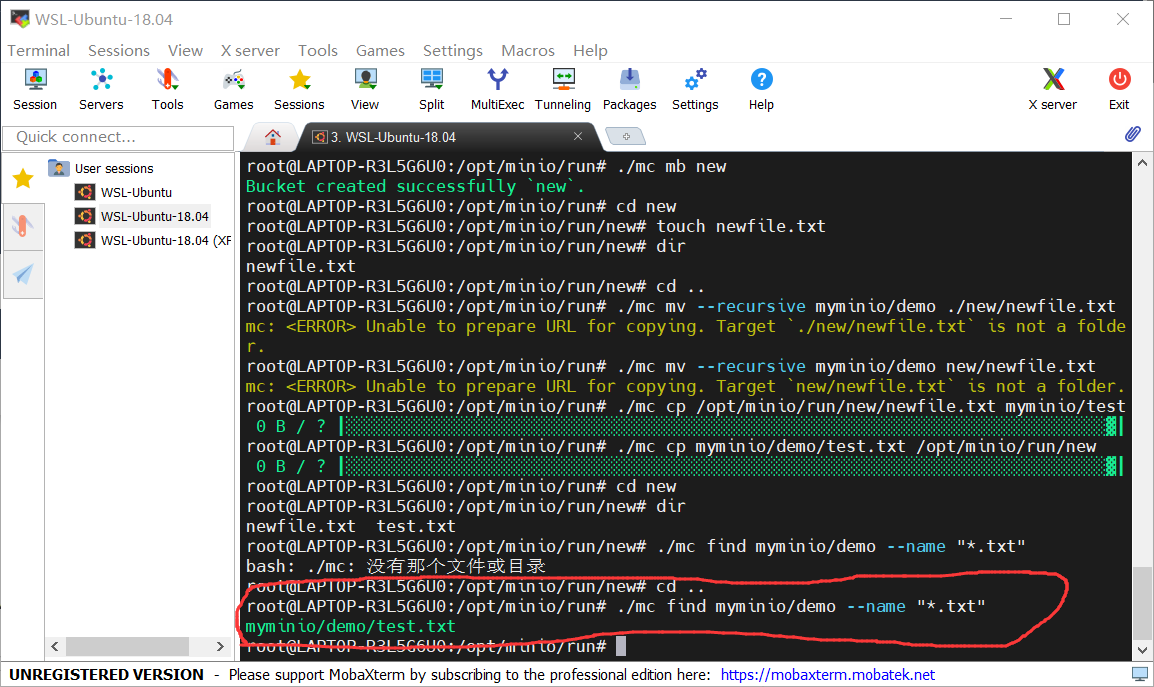 WSL-Ubuntu-18.04
Terminal Sessions View X server Tools Games Settings Macros Help
Session Servers Tools Games Sessions View Split MultiExec Tunneling Packages Settings Help X server Exit
Quick connect...
3. WSL-Ubuntu-18.04
User sessions
WSL-Ubuntu
WSL-Ubuntu-18.04
WSL-Ubuntu-18.04 (XF
root@LAPTOP-R3L5G6U0:/opt/minio/run# ./mc mb new
Bucket created successfully `new`.
root@LAPTOP-R3L5G6U0:/opt/minio/run# cd new
root@LAPTOP-R3L5G6U0:/opt/minio/run/new# touch newfile.txt
root@LAPTOP-R3L5G6U0:/opt/minio/run/new# dir
newfile.txt
root@LAPTOP-R3L5G6U0:/opt/minio/run/new# cd ..
root@LAPTOP-R3L5G6U0:/opt/minio/run# ./mc mv --recursive myminio/demo ./new/newfile.txt
mc: <ERROR> Unable to prepare URL for copying. Target `./new/newfile.txt` is not a folde
r.
root@LAPTOP-R3L5G6U0:/opt/minio/run# ./mc mv --recursive myminio/demo new/newfile.txt
mc: <ERROR> Unable to prepare URL for copying. Target `new/newfile.txt` is not a folder.
root@LAPTOP-R3L5G6U0:/opt/minio/run# ./mc cp /opt/minio/run/new/newfile.txt myminio/test
0 B / ?
root@LAPTOP-R3L5G6U0:/opt/minio/run# ./mc cp myminio/demo/test.txt /opt/minio/run/new
0 B / ?
root@LAPTOP-R3L5G6U0:/opt/minio/run# cd new
root@LAPTOP-R3L5G6U0:/opt/minio/run/new# dir
newfile.txt  test.txt
root@LAPTOP-R3L5G6U0:/opt/minio/run/new# ./mc find myminio/demo --name "*.txt"
bash: ./mc: 没有那个文件或目录
root@LAPTOP-R3L5G6U0:/opt/minio/run/new# cd ..
root@LAPTOP-R3L5G6U0:/opt/minio/run# ./mc find myminio/demo --name "*.txt"
myminio/demo/test.txt
root@LAPTOP-R3L5G6U0:/opt/minio/run#
UNREGISTERED VERSION - Please support MobaXterm by subscribing to the professional edition here: https://mobaxterm.mobatek.net